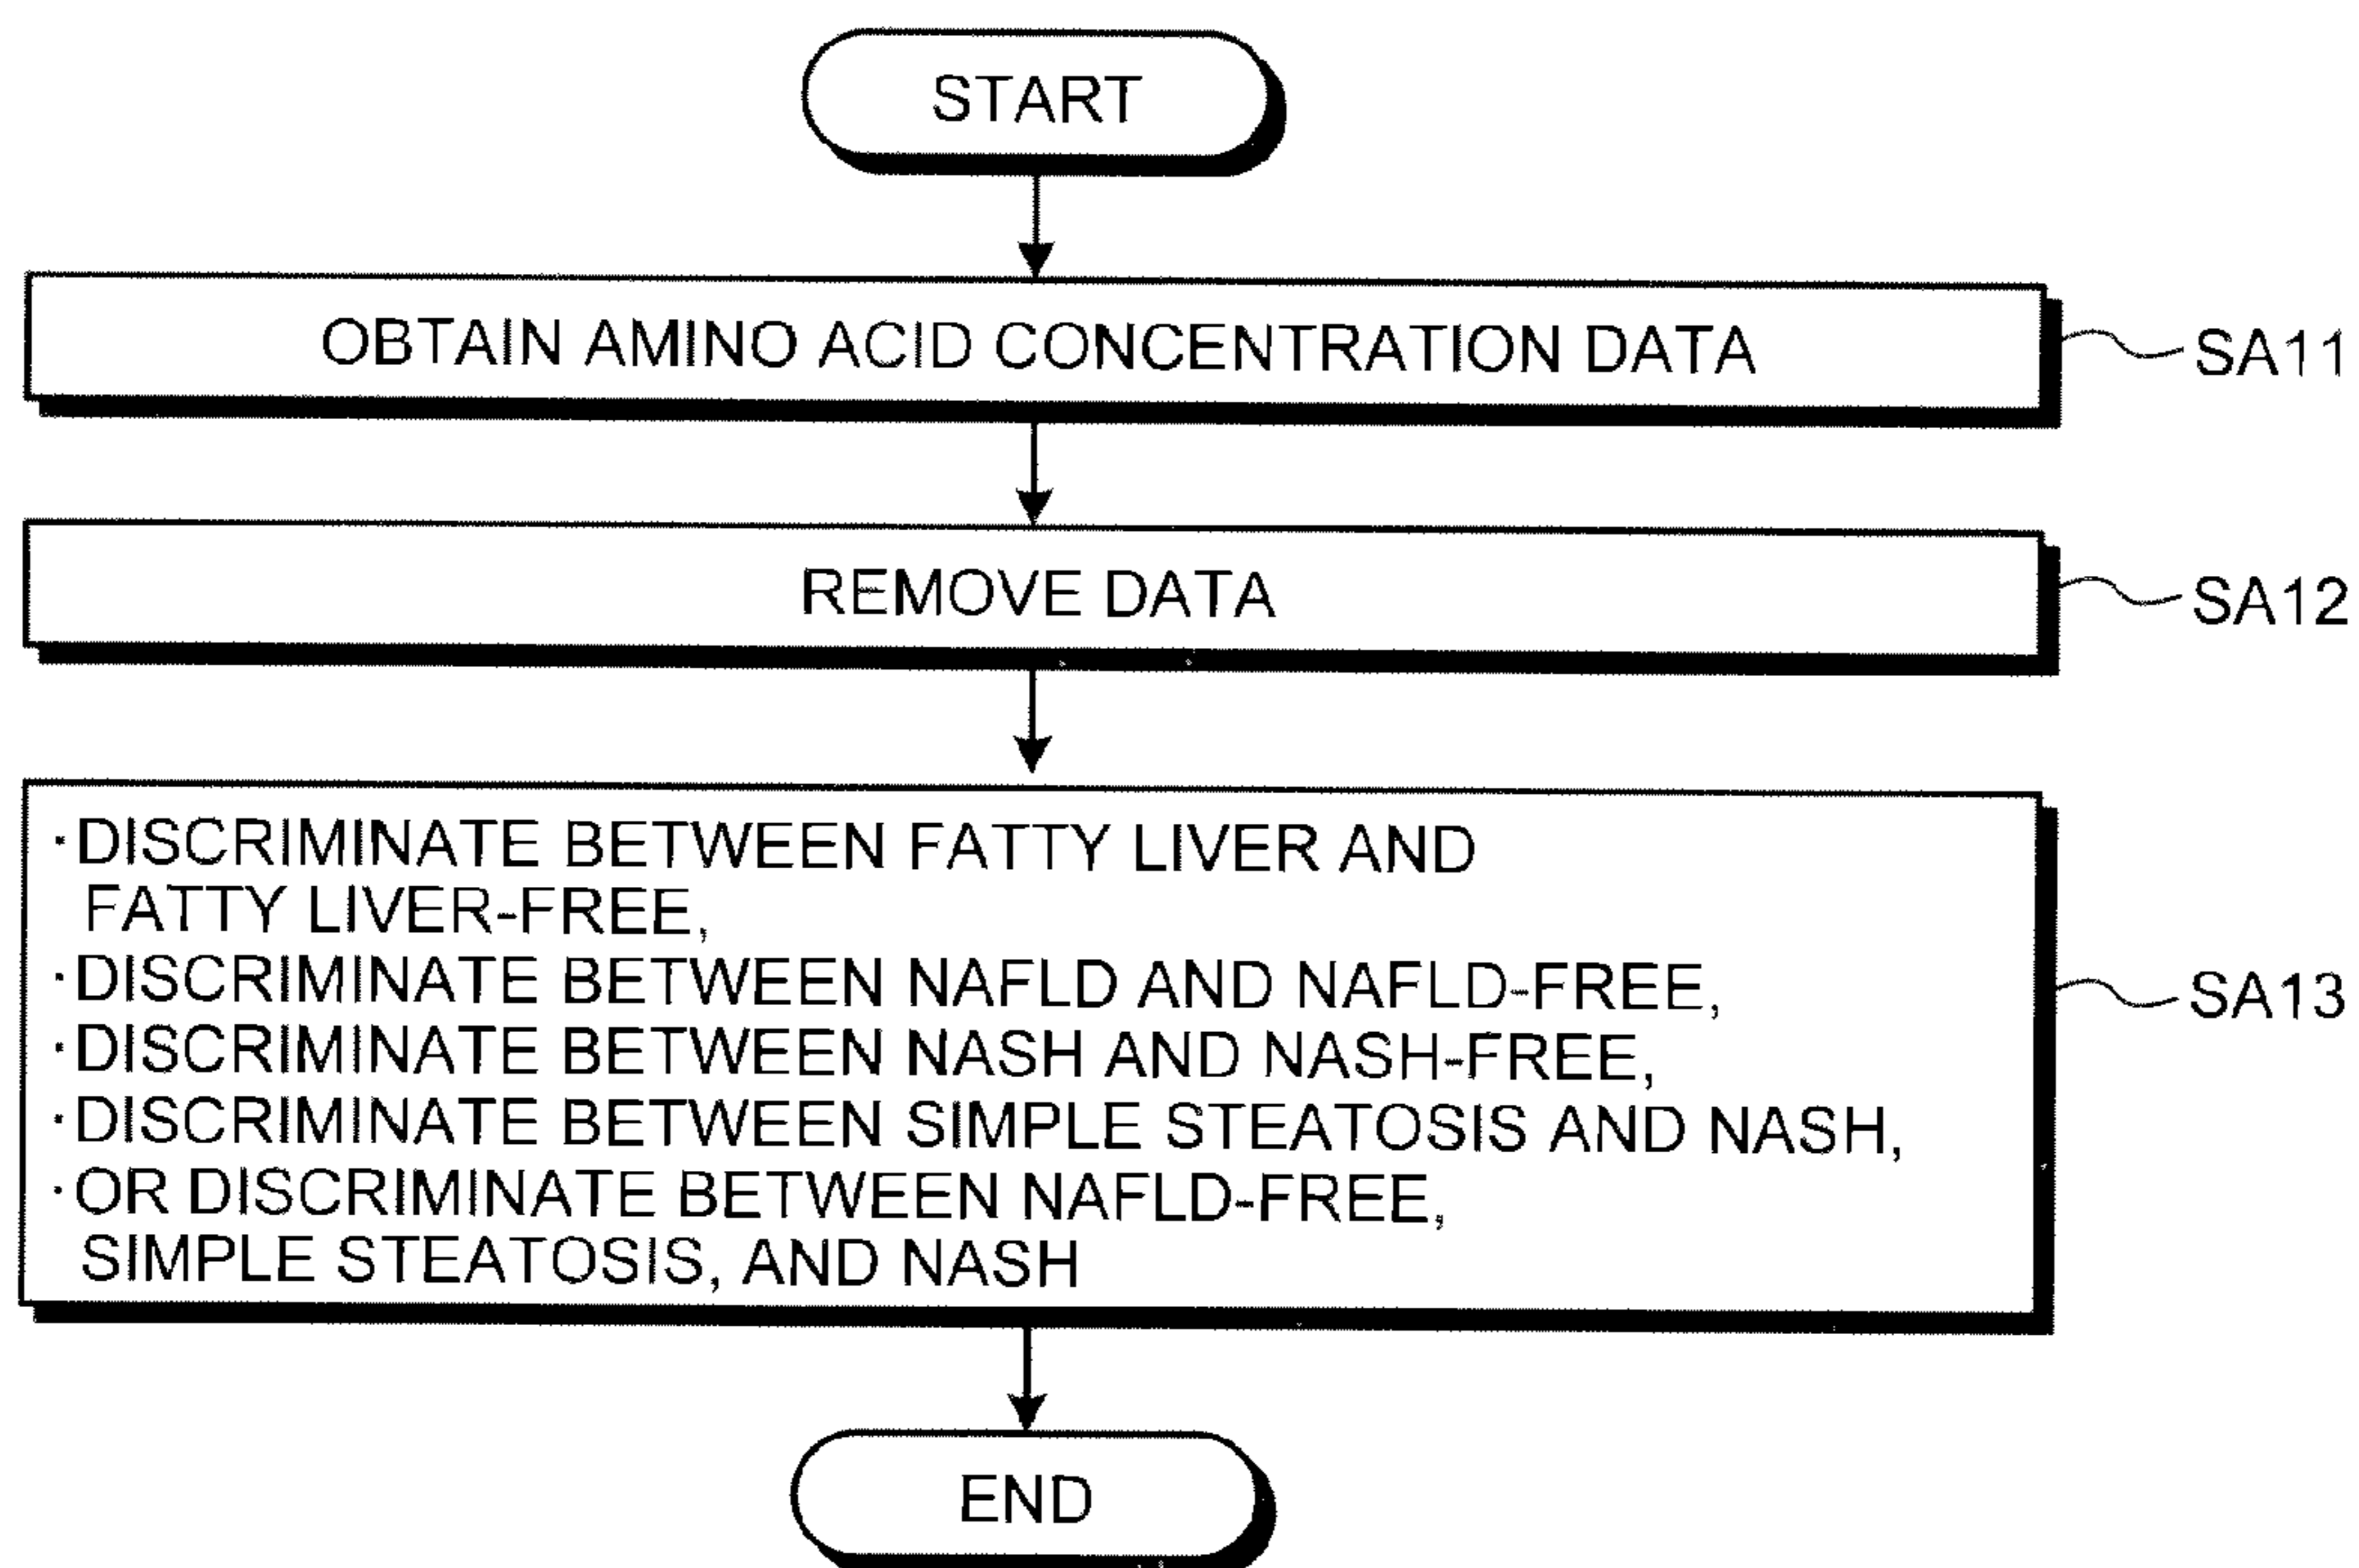 START
OBTAIN AMINO ACID CONCENTRATION DATA
SA11
REMOVE DATA
SA12
·DISCRIMINATE BETWEEN FATTY LIVER AND
FATTY LIVER-FREE,
·DISCRIMINATE BETWEEN NAFLD AND NAFLD-FREE,
·DISCRIMINATE BETWEEN NASH AND NASH-FREE,
·DISCRIMINATE BETWEEN SIMPLE STEATOSIS AND NASH,
·OR DISCRIMINATE BETWEEN NAFLD-FREE,
SIMPLE STEATOSIS, AND NASH
SA13
END